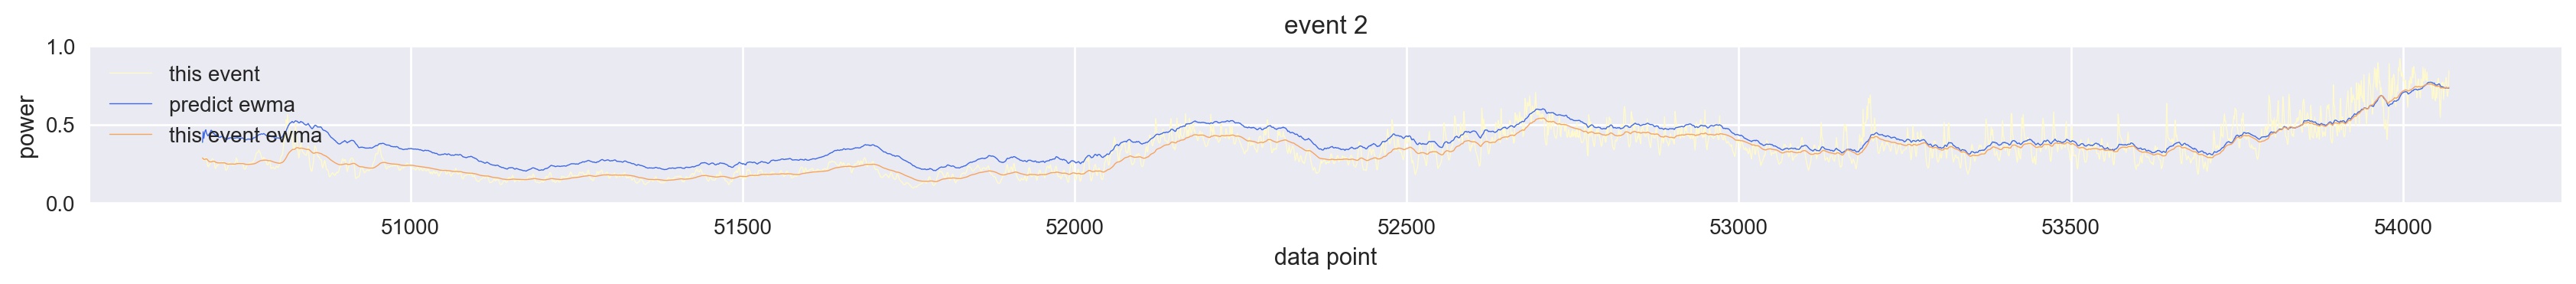 event 2
power
1.0
0.5
0.0
this event
predict ewma
this event ewma
51000 51500 52000 52500 53000 53500 54000
data point